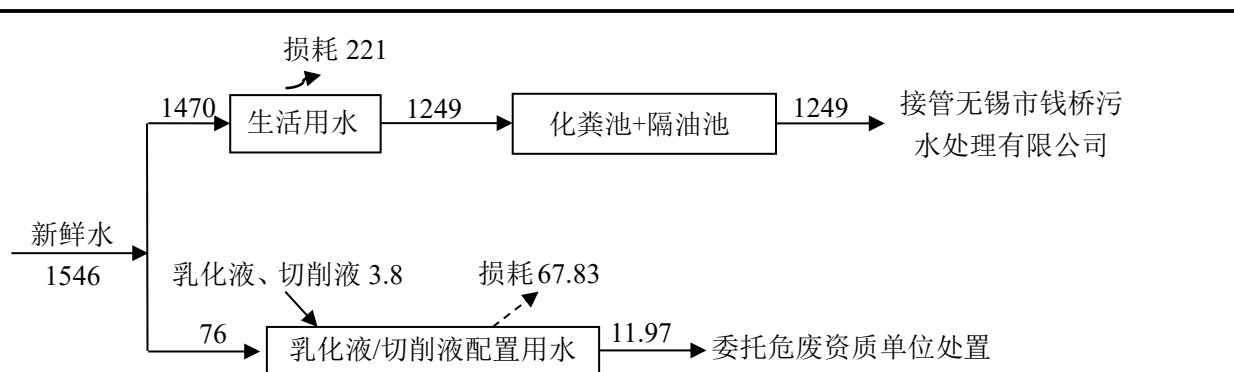 损耗 221
1470
生活用水
1249
化粪池+隔油池
1249
接管无锡市钱桥污
水处理有限公司
新鲜水
1546
乳化液、切削液 3.8
损耗 67.83
76
乳化液/切削液配置用水
11.97
委托危废资质单位处置